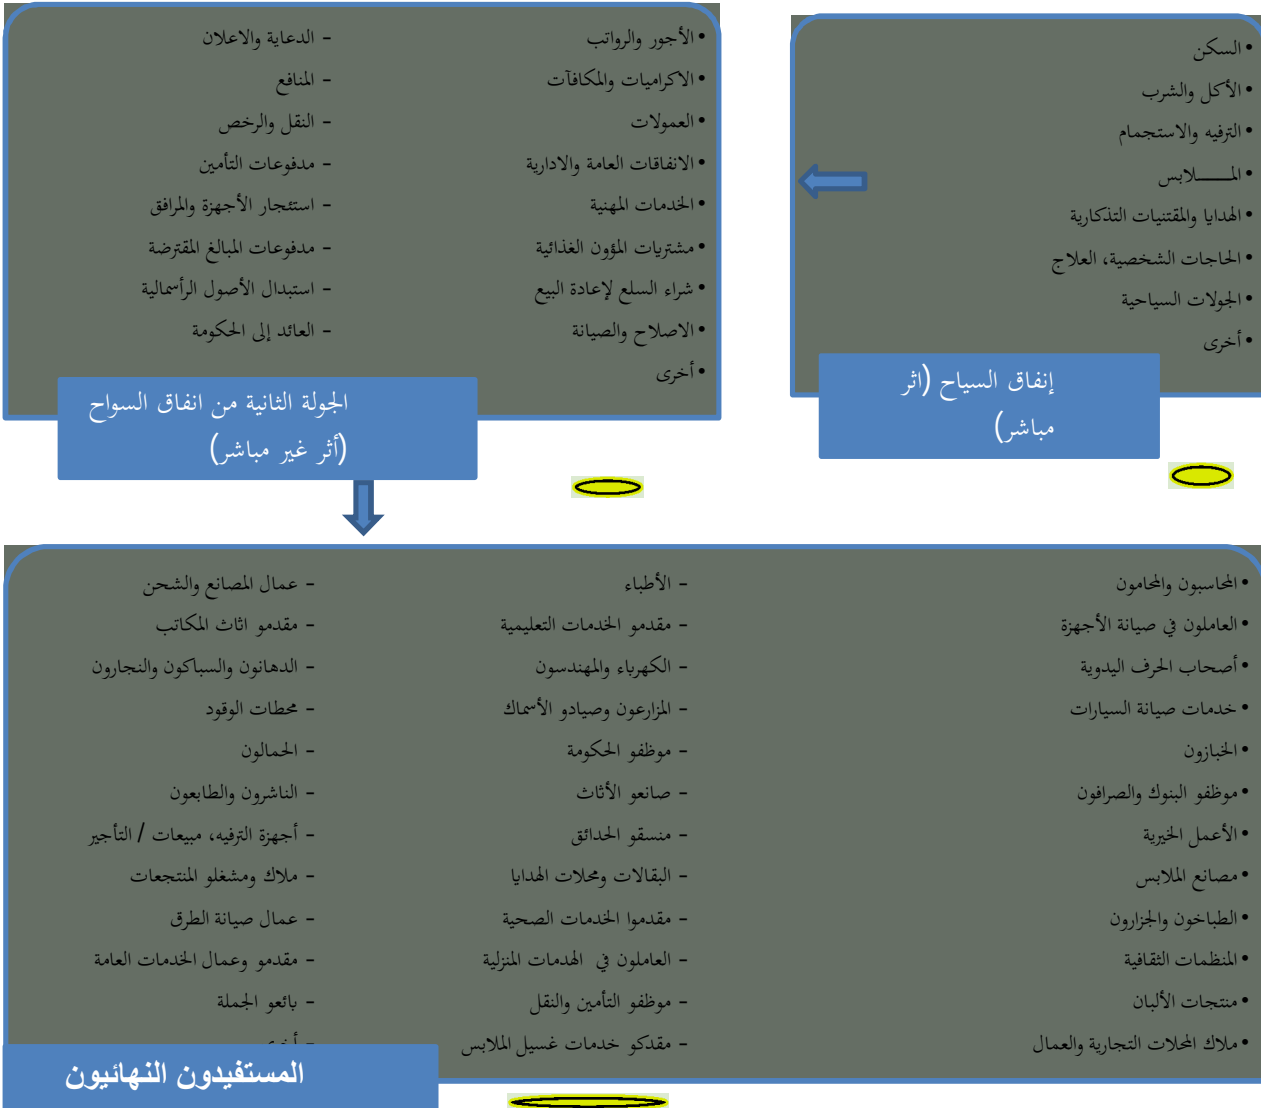 •السكن
•الأكل والشرب
•الترفيه والاستجمام
•المـــــلابس
•الهدايا والمقتنيات التذكارية
•الحاجات الشخصية، العلاج
•الجولات السياحية
•أخرى
إنفاق السياح (اثر
مباشر)
•الأجور والرواتب
•الاكراميات والمكافآت
•العمولات
•الانفاقات العامة والادارية
•الخدمات المهنية
•مشتريات المؤون الغذائية
•شراء السلع لإعادة البيع
•الاصلاح والصيانة
•أخرى
- الدعاية والاعلان
- المنافع
- النقل والرخص
- مدفوعات التأمين
- استئجار الأجهزة والمرافق
- مدفوعات المبالغ المقترضة
- استبدال الأصول الرأسمالية
- العائد إلى الحكومة
الجولة الثانية من انفاق السواح
(أثر غير مباشر)
•المحاسبون والمحامون
•العاملون في صيانة الأجهزة
•أصحاب الحرف اليدوية
•خدمات صيانة السيارات
•الخبازون
•موظفو البنوك والصرافون
•الأعمل الخيرية
•مصانع الملابس
•الطباخون والجزارون
•المنظمات الثقافية
•منتجات الألبان
•ملاك المحلات التجارية والعمال
- الأطباء
- مقدمو الخدمات التعليمية
- الكهرباء والمهندسون
- المزارعون وصيادو الأسماك
- موظفو الحكومة
- صانعو الأثاث
- منسقو الحدائق
- البقالات ومحلات الهدايا
- مقدموا الخدمات الصحية
- العاملون في الهدمات المنزلية
- موظفو التأمين والنقل
- مقدكو خدمات غسيل الملابس
- عمال المصانع والشحن
- مقدمو اثاث المكاتب
- الدهانون والسباكون والنجارون
- محطات الوقود
- الحمالون
- الناشرون والطابعون
- أجهزة الترفيه، مبيعات / التأجير
- ملاك ومشغلو المنتجعات
- عمال صيانة الطرق
- مقدمو وعمال الخدمات العامة
- بائعو الجملة
- أخرى
المستفيدون النهائيون